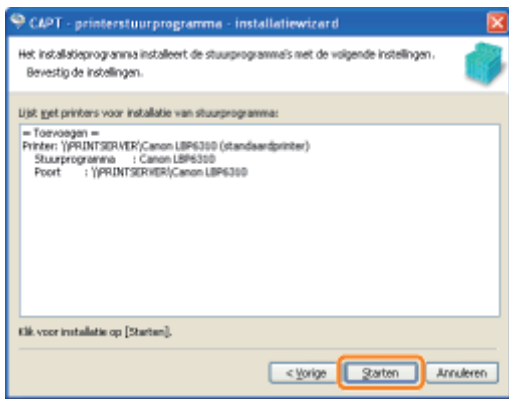 CAPT - printerstuurprogramma - installatiewizard
Het installatieprogramma installeert de stuurprogramma's met de volgende instellingen.
Bevestig de instellingen.
Lijst met printers voor installatie van stuurprogramma:
= Toevoegen =
Printer: \\PRINTSERVER\Canon LBP6310 (standaardprinter)
Stuurprogramma : Canon LBP6310
Poort : \\PRINTSERVER\Canon LBP6310
Klik voor installatie op [Starten].
< Vorige Starten Annuleren